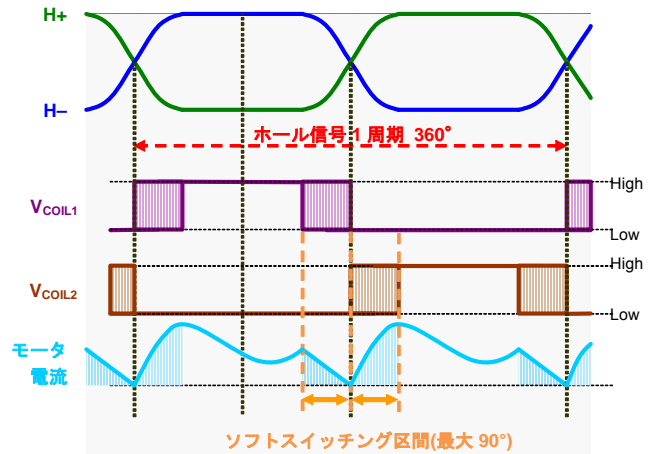 H+
H−
ホール信号 1 周期 360°
VCOIL1
High
Low
VCOIL2
High
Low
モータ
電流
ソフトスイッチング区間(最大 90°)